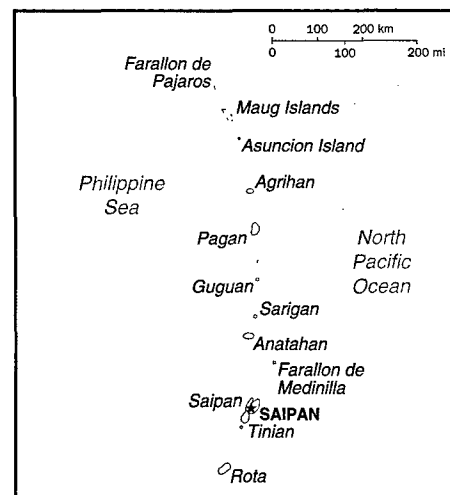 0 100 200 km
0 100 200 mi
Farallon de
Pajaros
Maug Islands
Asuncion Island
Philippine
Sea
Agrihan
Pagan
North
Pacific
Ocean
Guguan
Sarigan
Anatahan
Farallon de
Medinilla
Saipan
SAIPAN
Tinian
Rota